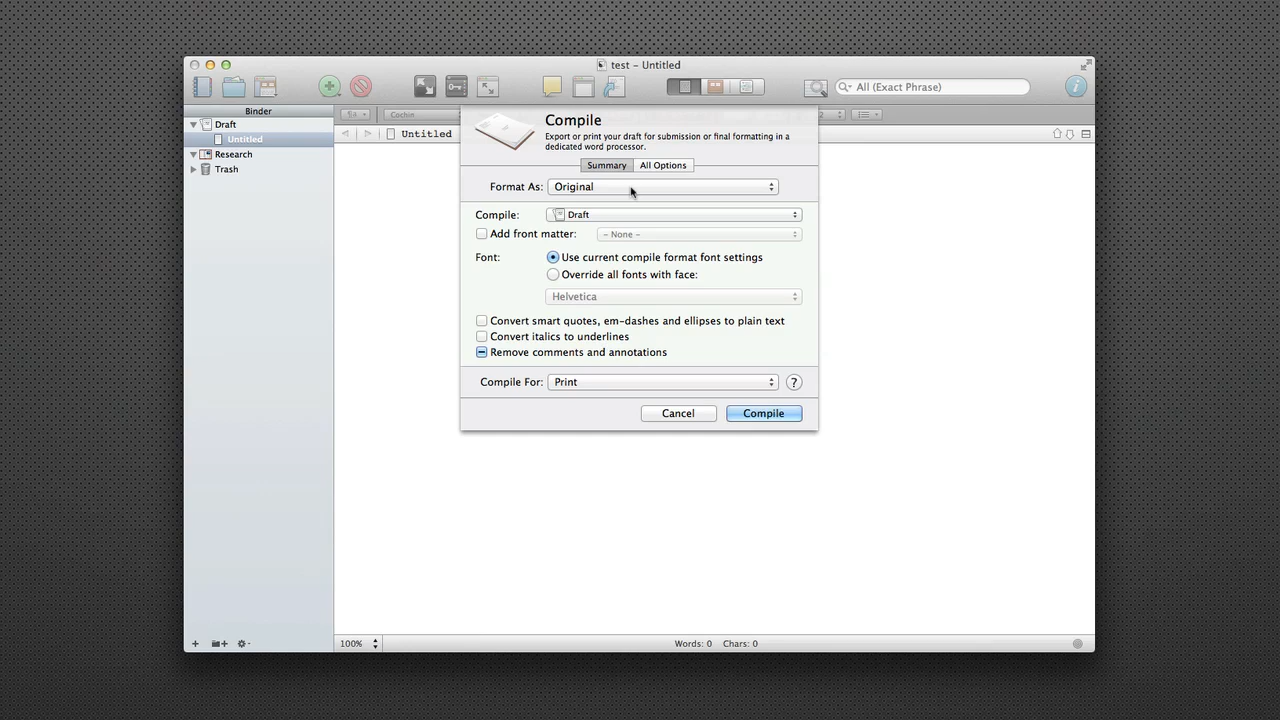 test – Untitled
All (Exact Phrase)
Binder
Cochin
2
Draft
Untitled
Untitled
Research
Trash
Compile
Export or print your draft for submission or final formatting in a
dedicated word processor.
Summary
All Options
Format As: Original
Compile: Draft
Add front matter: – None –
Font: Use current compile format font settings
Override all fonts with face:
Helvetica
Convert smart quotes, em-dashes and ellipses to plain text
Convert italics to underlines
Remove comments and annotations
Compile For: Print ?
Cancel
Compile
100%
Words: 0 Chars: 0